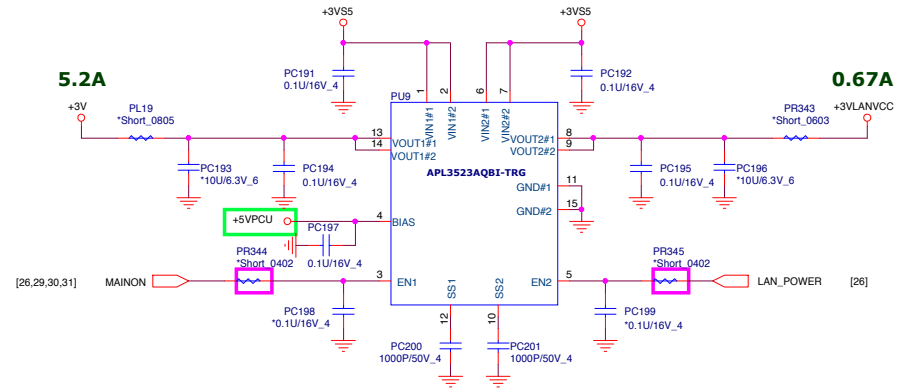 +3VS5
+3VS5
5.2A
0.67A
+3V
PL19
*Short_0805
PC191
0.1U/16V_4
PC192
0.1U/16V_4
PR343
*Short_0603
+3VLANVCC
PU9
1
2
6
7
VIN1#1
VIN1#2
VIN2#1
VIN2#2
13
14
VOUT1#1
VOUT1#2
VOUT2#1
VOUT2#2
8
9
PC193
*10U/6.3V_6
PC194
0.1U/16V_4
APL3523AQBI-TRG
PC195
0.1U/16V_4
PC196
*10U/6.3V_6
GND#1
11
GND#2
15
+5VPCU
4
BIAS
PC197
0.1U/16V_4
PR344
*Short_0402
PR345
*Short_0402
[26,29,30,31]
MAINON
3
EN1
EN2
5
LAN_POWER
[26]
SS1
SS2
PC198
*0.1U/16V_4
12
10
PC199
*0.1U/16V_4
PC200
1000P/50V_4
PC201
1000P/50V_4